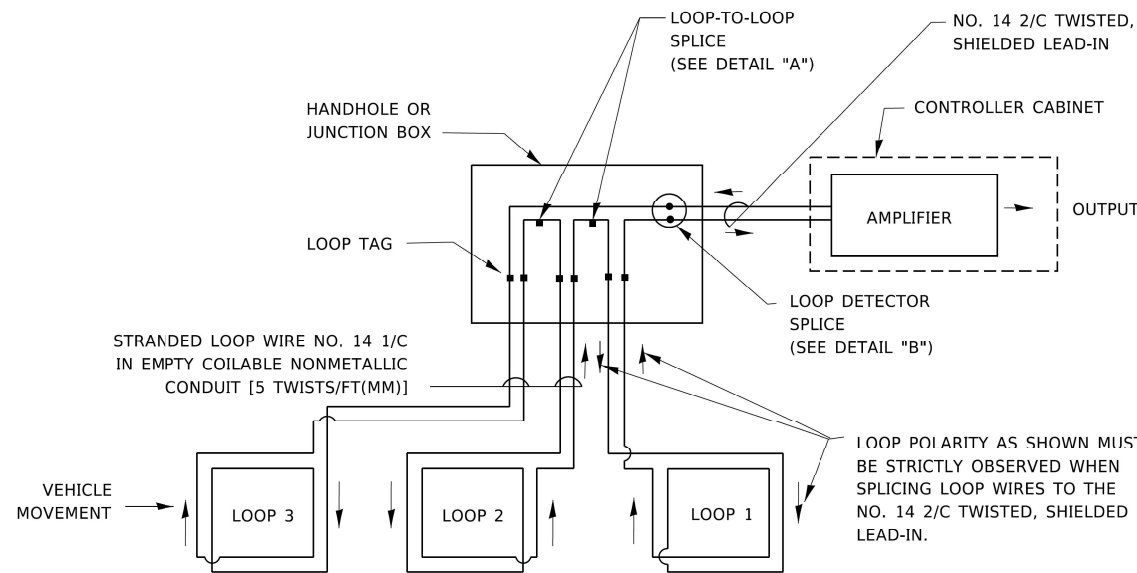 LOOP-TO-LOOP
SPLICE
(SEE DETAIL "A")
NO. 14 2/C TWISTED,
SHIELDED LEAD-IN
HANDHOLE OR
JUNCTION BOX
CONTROLLER CABINET
AMPLIFIER
OUTPUT
LOOP TAG
LOOP DETECTOR
SPLICE
(SEE DETAIL "B")
STRANDED LOOP WIRE NO. 14 1/C
IN EMPTY COILABLE NONMETALLIC
CONDUIT [5 TWISTS/FT(MM)]
LOOP POLARITY AS SHOWN MUST
BE STRICTLY OBSERVED WHEN
SPLICING LOOP WIRES TO THE
NO. 14 2/C TWISTED, SHIELDED
LEAD-IN.
VEHICLE
MOVEMENT
LOOP 3
LOOP 2
LOOP 1